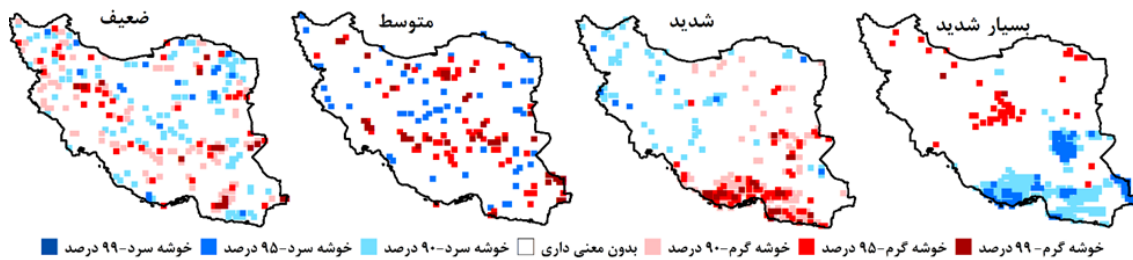 بسیار شدید
شدید
متوسط
ضعیف
خوشه گرم-۹۹ درصد خوشه گرم-۹۵ درصد خوشه گرم-۹۰ درصد بدون معنی داری خوشه سرد-۹۰ درصد خوشه سرد-۹۵ درصد خوشه سرد-۹۹ درصد